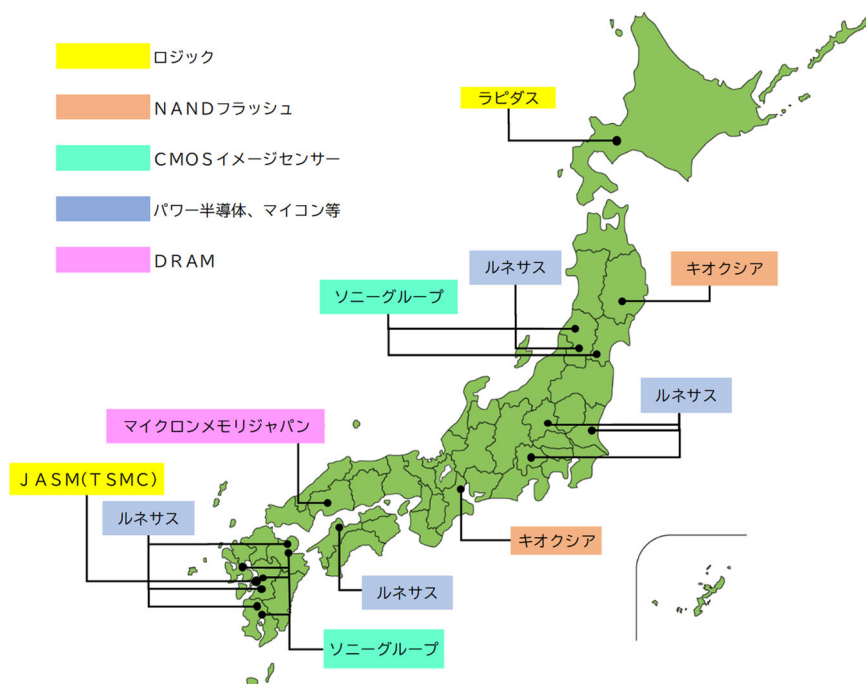 ロジック
NANDフラッシュ
CMOSイメージセンサー
パワー半導体、マイコン等
DRAM
ラピダス
ルネサス
キオクシア
ソニーグループ
ルネサス
マイクロンメモリジャパン
JASM(TSMC)
ルネサス
キオクシア
ルネサス
ソニーグループ